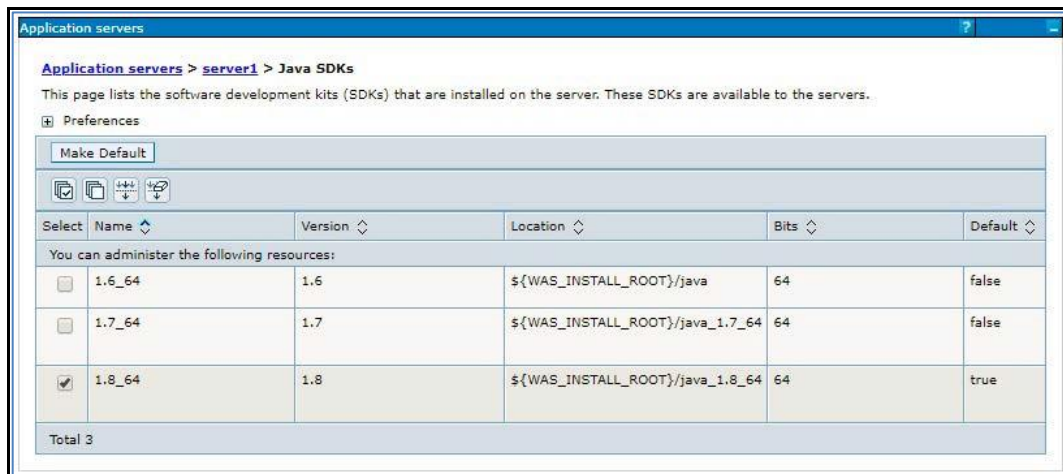 Application servers ?
Application servers > server1 > Java SDKs
This page lists the software development kits (SDKs) that are installed on the server. These SDKs are available to the servers.
Preferences
Make Default
Select Name Version Location Bits Default
You can administer the following resources:
1.6_64 1.6 ${WAS_INSTALL_ROOT}/java 64 false
1.7_64 1.7 ${WAS_INSTALL_ROOT}/java_1.7_64 64 false
1.8_64 1.8 ${WAS_INSTALL_ROOT}/java_1.8_64 64 true
Total 3